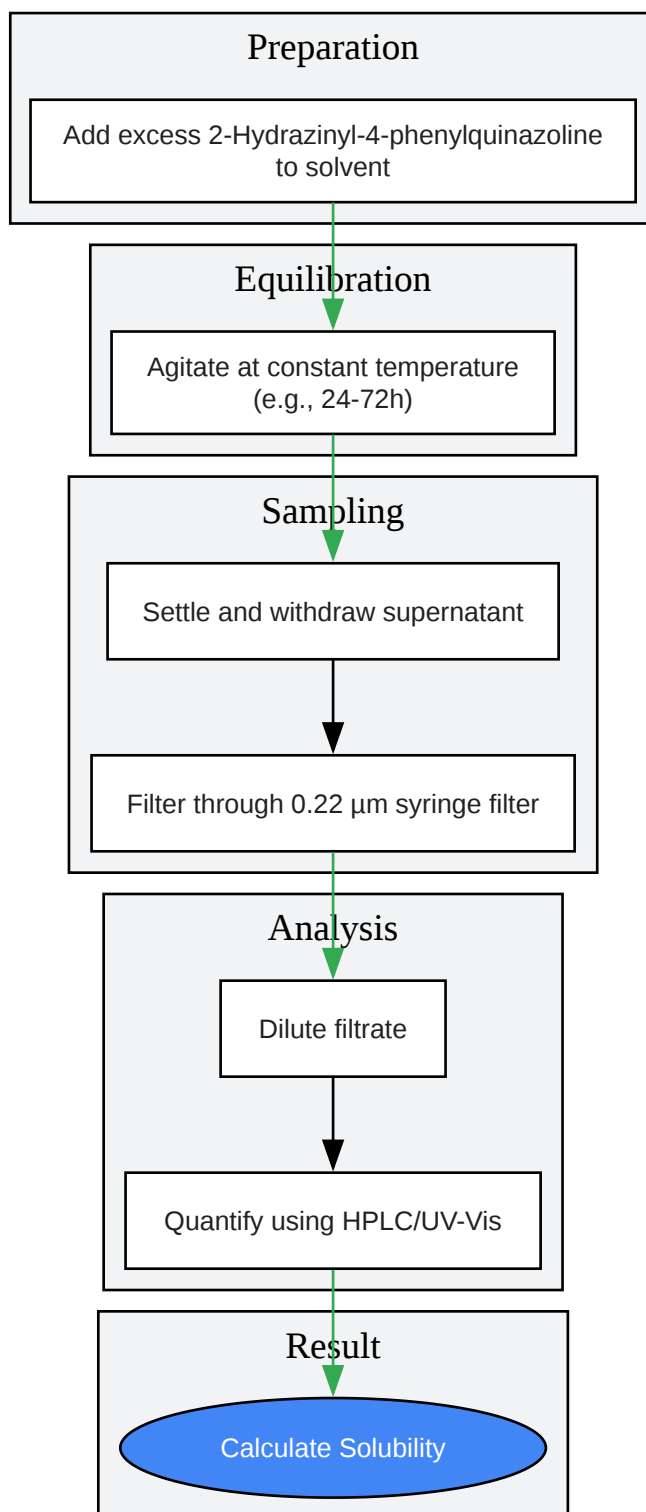 Preparation
Add excess 2-Hydrazinyl-4-phenylquinazoline
to solvent
Equilibration
Agitate at constant temperature
(e.g., 24-72h)
Sampling
Settle and withdraw supernatant
Filter through 0.22 µm syringe filter
Analysis
Dilute filtrate
Quantify using HPLC/UV-Vis
Result
Calculate Solubility